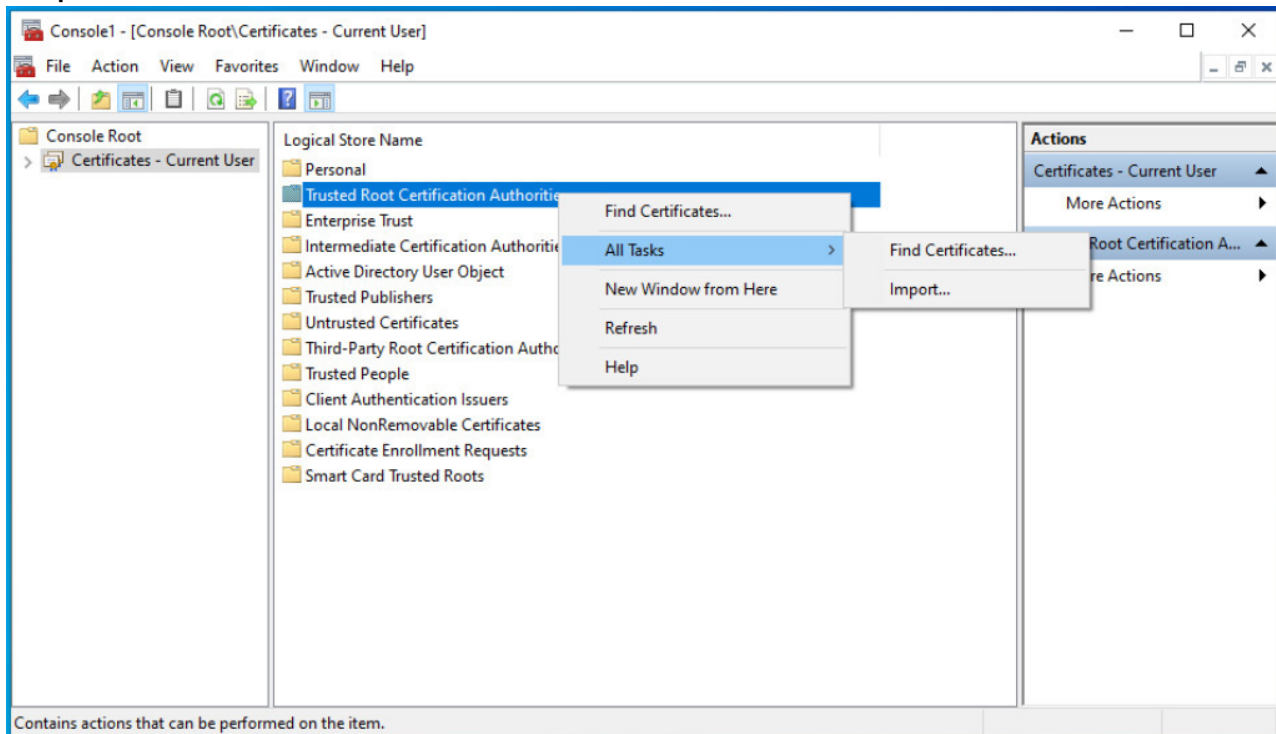 Console1 - [Console Root\Certificates - Current User]
File Action View Favorites Window Help
Console Root
Certificates - Current User
Logical Store Name
Personal
Trusted Root Certification Authoritie
Enterprise Trust
Intermediate Certification Authoritie
Active Directory User Object
Trusted Publishers
Untrusted Certificates
Third-Party Root Certification Autho
Trusted People
Client Authentication Issuers
Local NonRemovable Certificates
Certificate Enrollment Requests
Smart Card Trusted Roots
Find Certificates...
All Tasks
New Window from Here
Refresh
Help
Find Certificates...
Import...
Actions
Certificates - Current User
More Actions
Root Certification A...
re Actions
Contains actions that can be performed on the item.